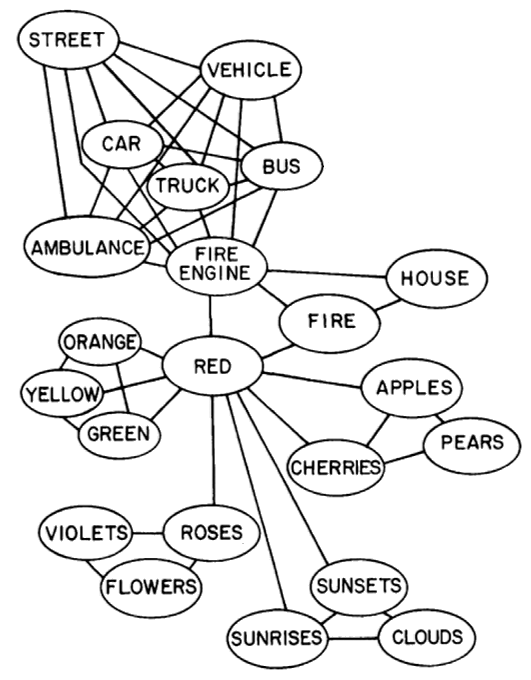 STREET
VEHICLE
CAR
BUS
TRUCK
AMBULANCE
FIRE
ENGINE
HOUSE
FIRE
ORANGE
RED
YELLOW
APPLES
GREEN
PEARS
CHERRIES
VIOLETS
ROSES
FLOWERS
SUNSETS
SUNRISES
CLOUDS